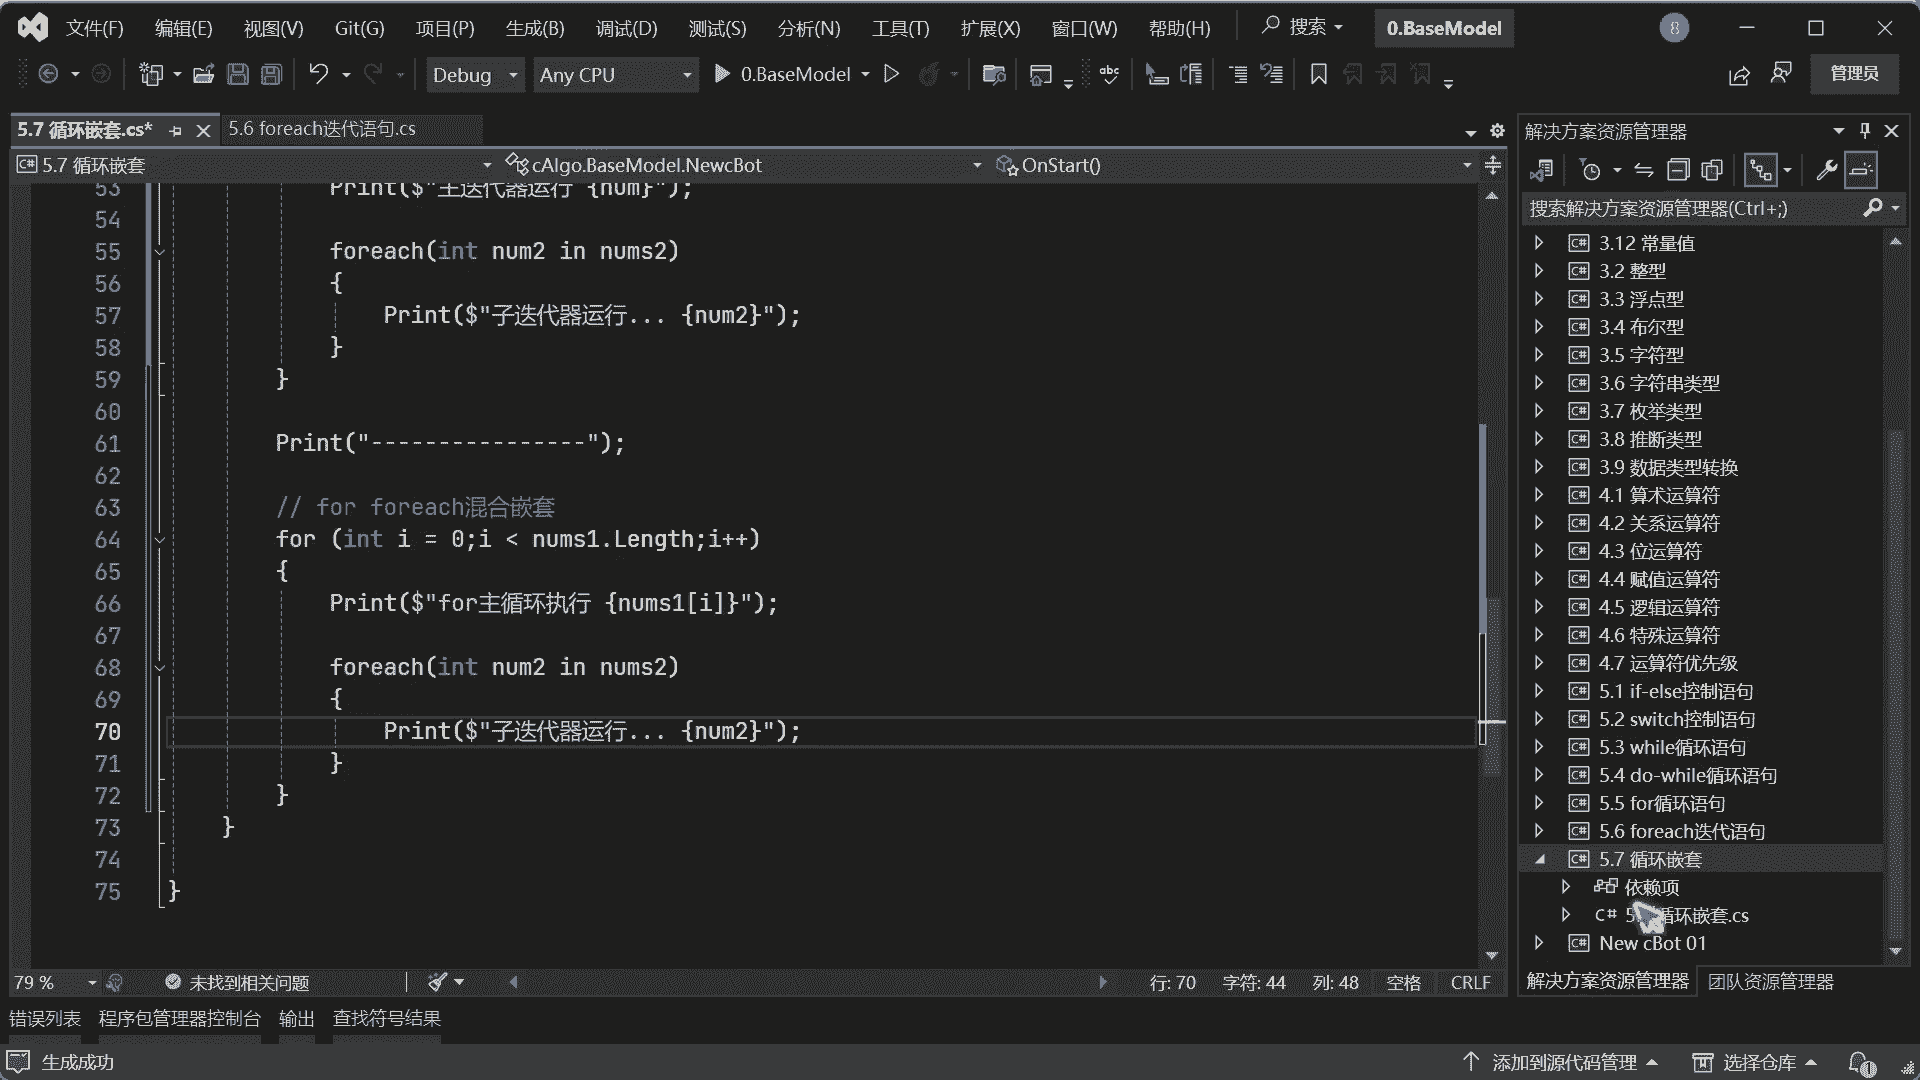 文件(F) 编辑(E) 视图(V) Git(G) 项目(P) 生成(B) 调试(D) 测试(S) 分析(N) 工具(T) 扩展(X) 窗口(W) 帮助(H) 搜索 0.BaseModel 8
Debug Any CPU 0.BaseModel 管理员
5.7 循环嵌套.cs* 5.6 foreach迭代语句.cs
5.7 循环嵌套 cAlgo.BaseModel.NewcBot OnStart()
53 Print($"主迭代器运行 {num}");
54
55 foreach(int num2 in nums2)
56 {
57 Print($"子迭代器运行... {num2}");
58 }
59 }
60
61 Print("----------------");
62
63 // for foreach混合嵌套
64 for (int i = 0;i < nums1.Length;i++)
65 {
66 Print($"for主循环执行 {nums1[i]}");
67
68 foreach(int num2 in nums2)
69 {
70 Print($"子迭代器运行... {num2}");
71 }
72 }
73 }
74
75 }
79 % 未找到相关问题 行: 70 字符: 44 列: 48 空格 CRLF
解决方案资源管理器
搜索解决方案资源管理器(Ctrl+;)
C# 3.12 常量值
C# 3.2 整型
C# 3.3 浮点型
C# 3.4 布尔型
C# 3.5 字符型
C# 3.6 字符串类型
C# 3.7 枚举类型
C# 3.8 推断类型
C# 3.9 数据类型转换
C# 4.1 算术运算符
C# 4.2 关系运算符
C# 4.3 位运算符
C# 4.4 赋值运算符
C# 4.5 逻辑运算符
C# 4.6 特殊运算符
C# 4.7 运算符优先级
C# 5.1 if-else控制语句
C# 5.2 switch控制语句
C# 5.3 while循环语句
C# 5.4 do-while循环语句
C# 5.5 for循环语句
C# 5.6 foreach迭代语句
C# 5.7 循环嵌套
依赖项
C# 5 循环嵌套.cs
C# New cBot 01
解决方案资源管理器 团队资源管理器
错误列表 程序包管理器控制台 输出 查找符号结果
生成成功 添加到源代码管理 选择仓库 1